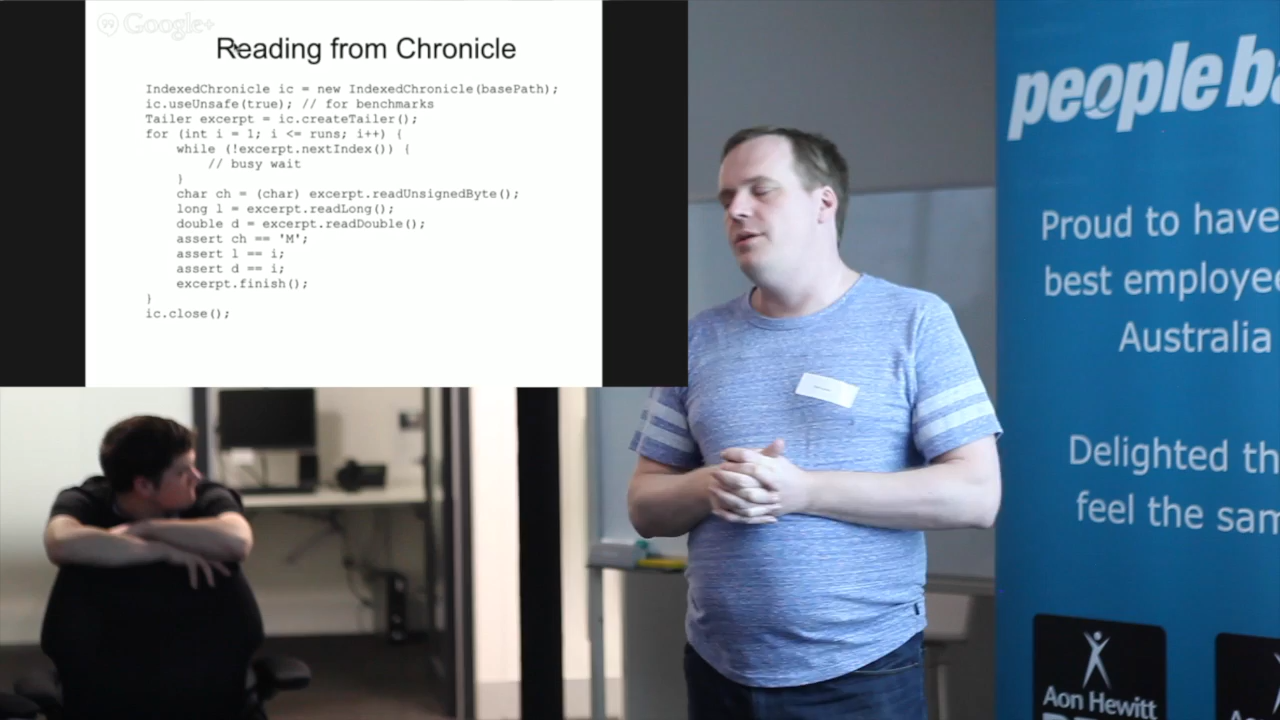 Google+
Reading from Chronicle
IndexedChronicle ic = new IndexedChronicle(basePath);
ic.useUnsafe(true); // for benchmarks
Tailer excerpt = ic.createTailer();
for (int i = 1; i <= runs; i++) {
    while (!excerpt.nextIndex()) {
        // busy wait
    }
    char ch = (char) excerpt.readUnsignedByte();
    long l = excerpt.readLong();
    double d = excerpt.readDouble();
    assert ch == 'M';
    assert l == i;
    assert d == i;
    excerpt.finish();
}
ic.close();
people ba
Proud to have
best employe
Australia
Delighted th
feel the sam
Aon Hewitt